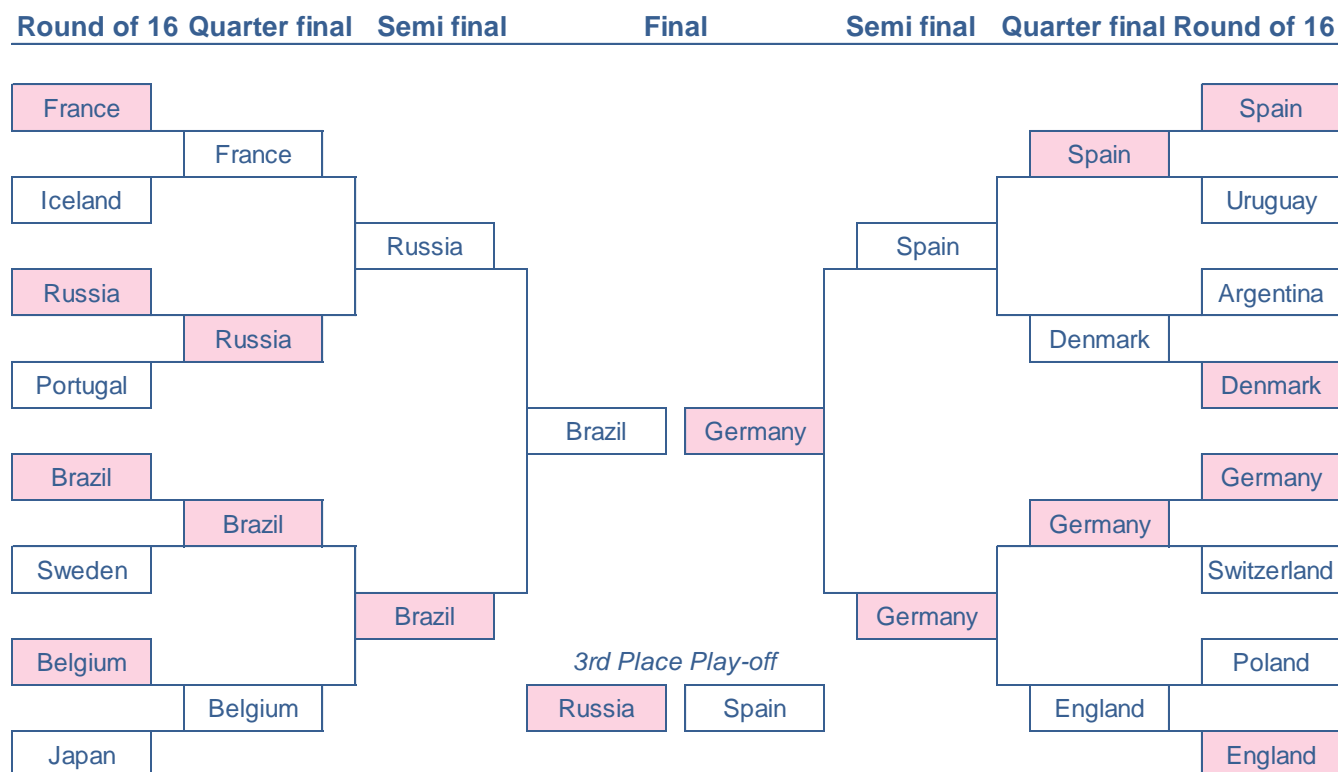 Round of 16 Quarter final Semi final Final Semi final Quarter final Round of 16
France Spain
France Spain
Iceland Uruguay
Russia Spain
Russia Argentina
Russia Denmark
Portugal Denmark
Brazil Germany
Brazil Germany
Brazil Germany
Sweden Switzerland
Brazil Germany
Belgium 3rd Place Play-off Poland
Belgium Russia Spain England
Japan England